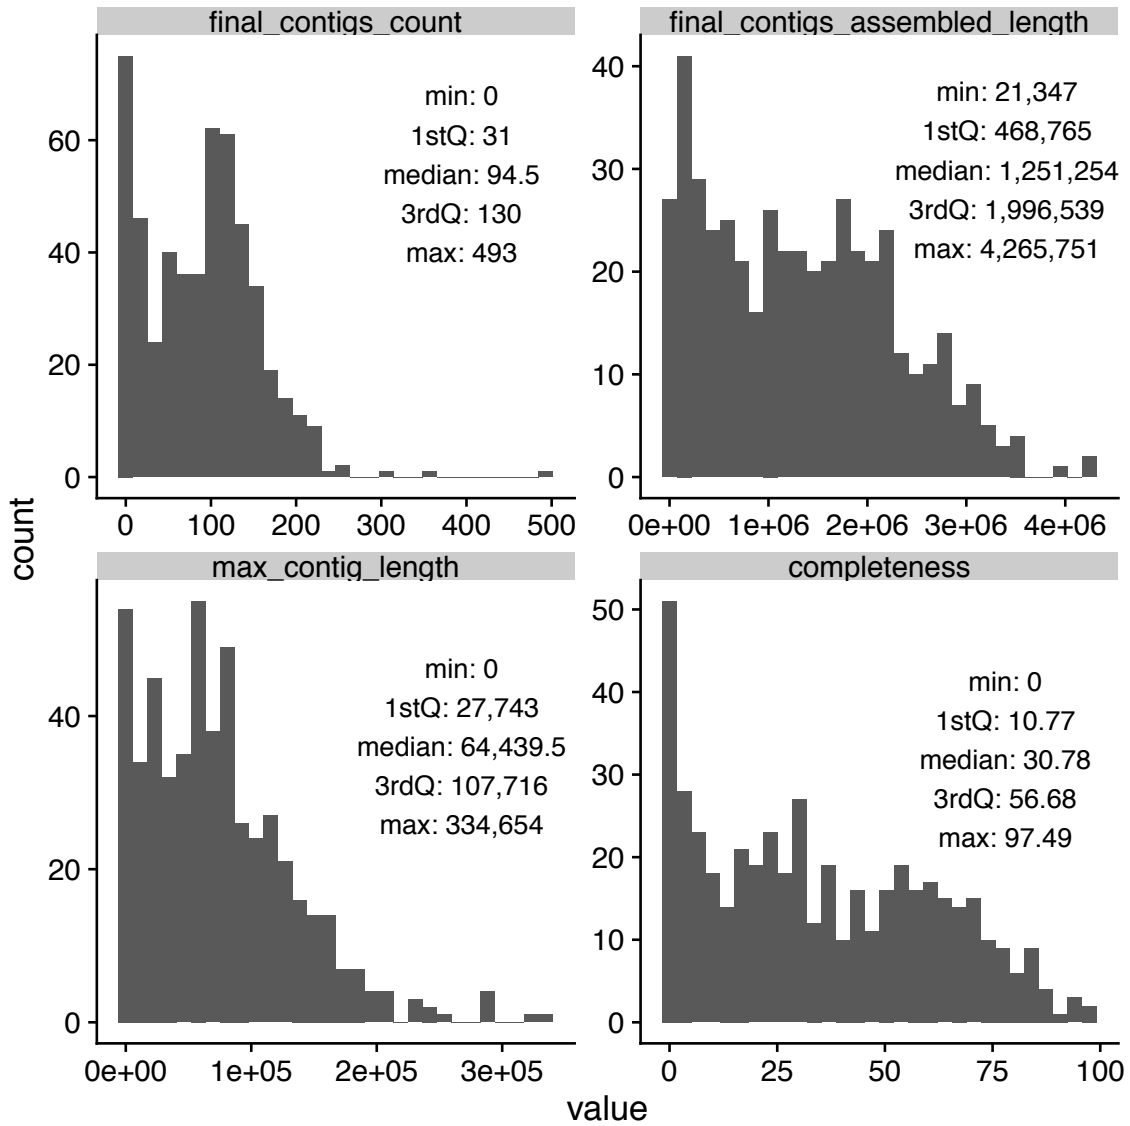 final_contigs_count
min: 0
1stQ: 31
median: 94.5
3rdQ: 130
max: 493
60
40
20
0
0 100 200 300 400 500
final_contigs_assembled_length
min: 21,347
1stQ: 468,765
median: 1,251,254
3rdQ: 1,996,539
max: 4,265,751
40
30
20
10
0
0e+00 1e+06 2e+06 3e+06 4e+06
count
max_contig_length
min: 0
1stQ: 27,743
median: 64,439.5
3rdQ: 107,716
max: 334,654
40
20
0
0e+00 1e+05 2e+05 3e+05
completeness
min: 0
1stQ: 10.77
median: 30.78
3rdQ: 56.68
max: 97.49
50
40
30
20
10
0
0 25 50 75 100
value